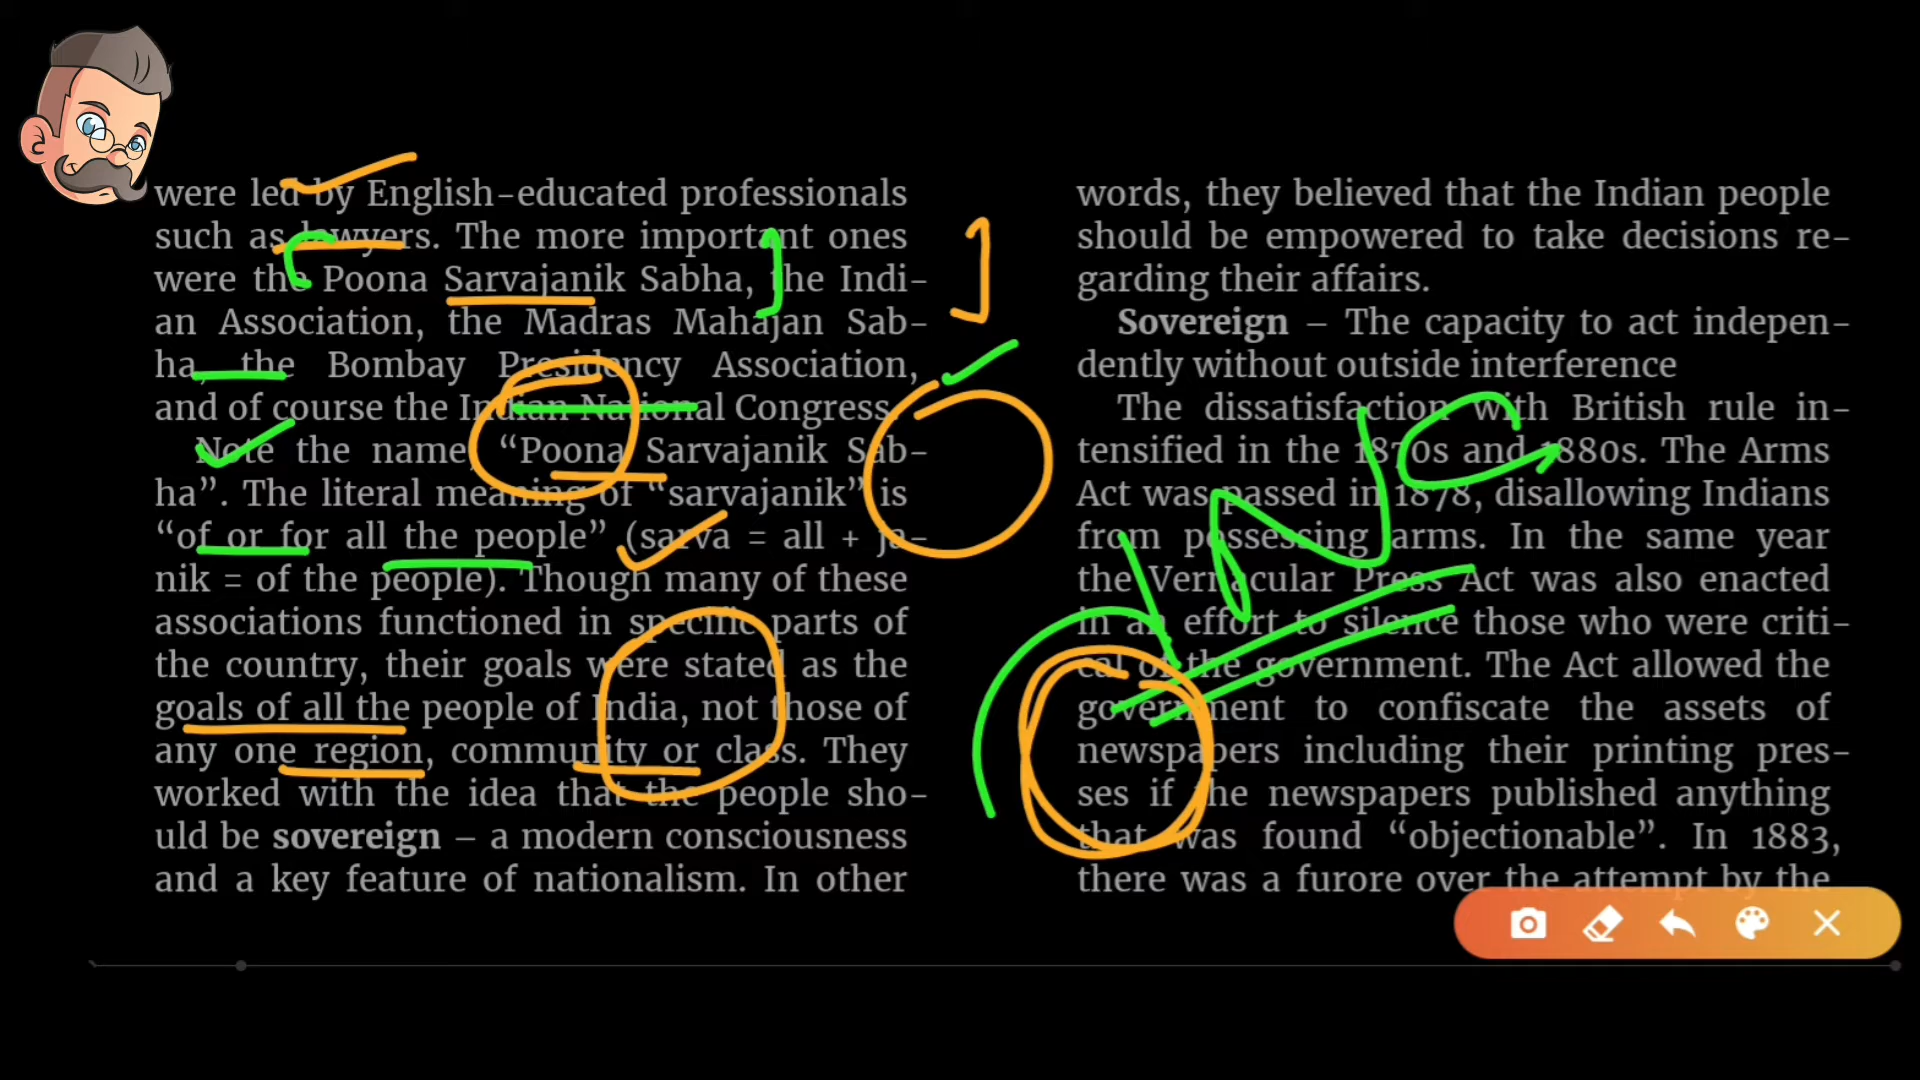 were led by English-educated professionals
such as lawyers. The more important ones
were the Poona Sarvajanik Sabha, the Indi-
an Association, the Madras Mahajan Sab-
ha, the Bombay Presidency Association,
and of course the Indian National Congress.
Note the name, “Poona Sarvajanik Sab-
ha”. The literal meaning of “sarvajanik” is
“of or for all the people” (sarva = all + ja-
nik = of the people). Though many of these
associations functioned in specific parts of
the country, their goals were stated as the
goals of all the people of India, not those of
any one region, community or class. They
worked with the idea that the people sho-
uld be sovereign – a modern consciousness
and a key feature of nationalism. In other
words, they believed that the Indian people
should be empowered to take decisions re-
garding their affairs.
Sovereign – The capacity to act indepen-
dently without outside interference
The dissatisfaction with British rule in-
tensified in the 1870s and 1880s. The Arms
Act was passed in 1878, disallowing Indians
from possessing arms. In the same year
the Vernacular Press Act was also enacted
in an effort to silence those who were criti-
cal of the government. The Act allowed the
government to confiscate the assets of
newspapers including their printing pres-
ses if the newspapers published anything
that was found “objectionable”. In 1883,
there was a furore over the attempt by the